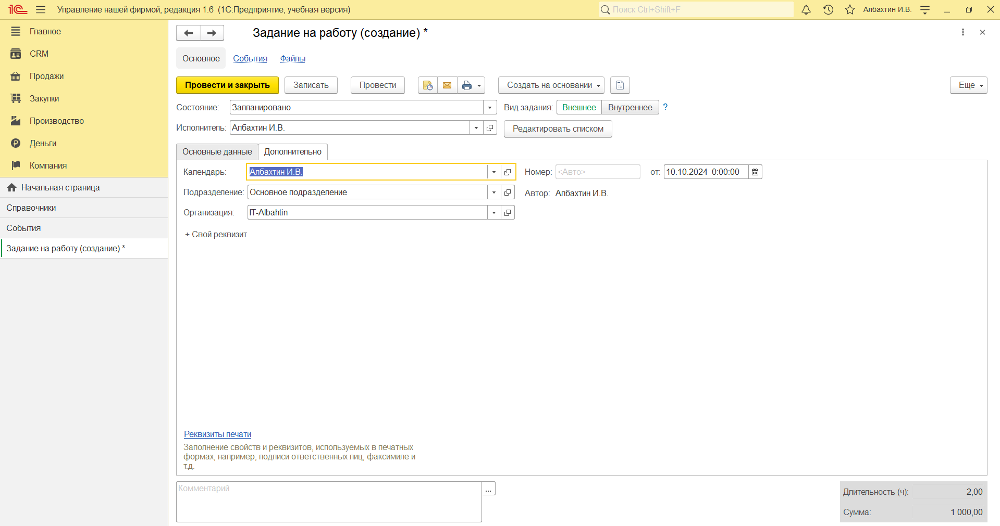 1С Управление нашей фирмой, редакция 1.6 (1С:Предприятие, учебная версия) Поиск Ctrl+Shift+F Албахтин И.В.
Главное
CRM
Продажи
Закупки
Производство
Деньги
Компания
Начальная страница
Справочники
События
Задание на работу (создание) *
Задание на работу (создание) *
Основное События Файлы
Провести и закрыть Записать Провести Создать на основании Еще
Состояние: Запланировано Вид задания: Внешнее Внутреннее ?
Исполнитель: Албахтин И.В. Редактировать списком
Основные данные Дополнительно
Календарь: Албахтин И.В. Номер: <Авто> от: 10.10.2024 0:00:00
Подразделение: Основное подразделение Автор: Албахтин И.В.
Организация: IT-Albahtin
+ Свой реквизит
Реквизиты печати
Заполнение свойств и реквизитов, используемых в печатных
формах, например, подписи ответственных лиц, факсимиле и
т.д.
Комментарий ...
Длительность (ч): 2,00
Сумма: 1 000,00